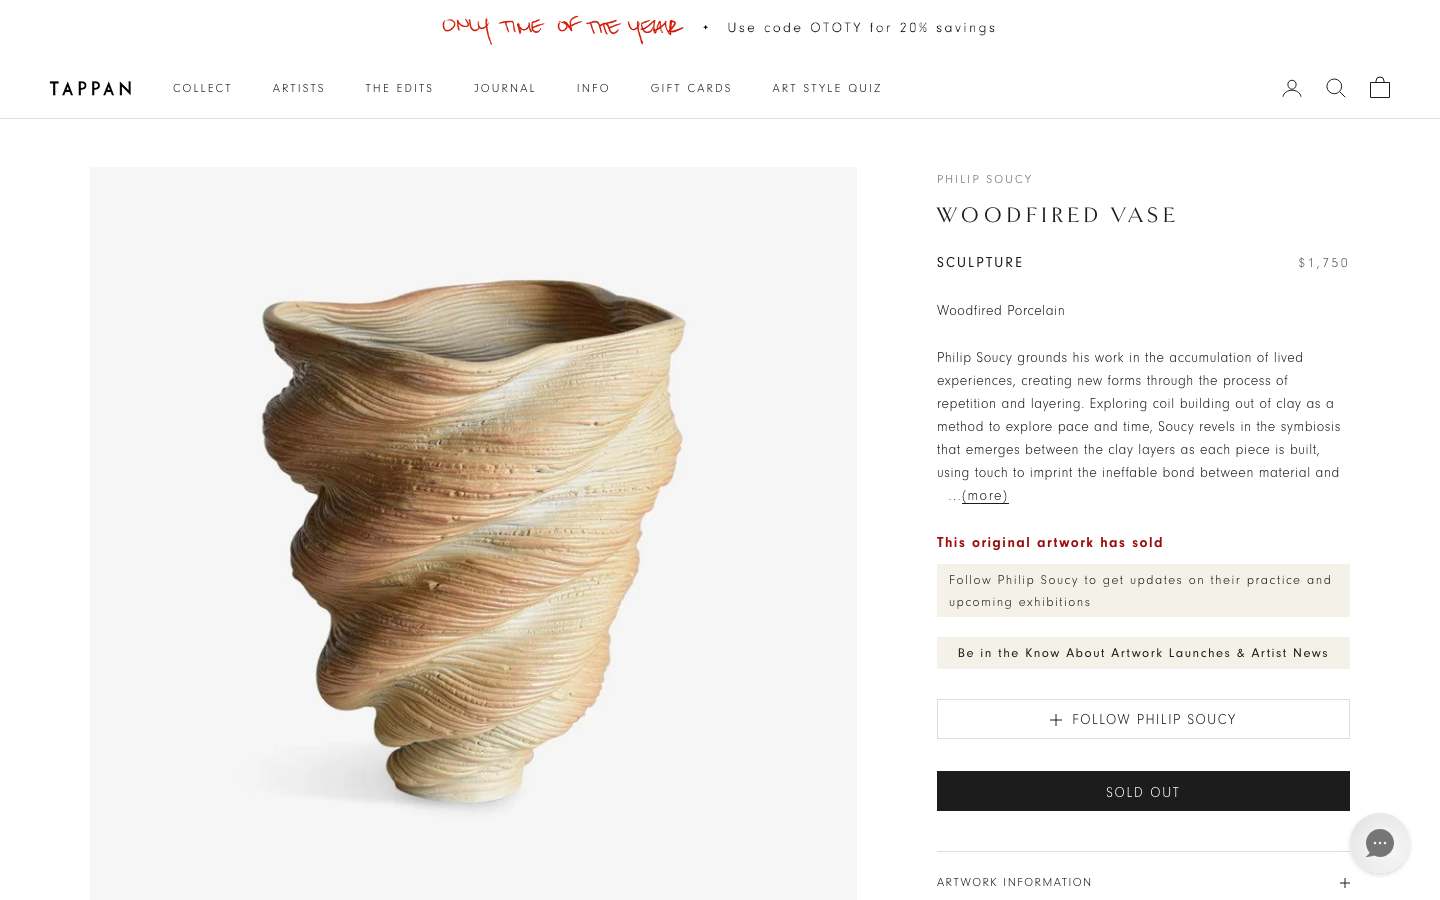 ONLY TIME OF THE YEAR
Use code OTOTY for 20% savings
TAPPAN
COLLECT
ARTISTS
THE EDITS
JOURNAL
INFO
GIFT CARDS
ART STYLE QUIZ
PHILIP SOUCY
WOODFIRED VASE
SCULPTURE
$1,750
Woodfired Porcelain
Philip Soucy grounds his work in the accumulation of lived
experiences, creating new forms through the process of
repetition and layering. Exploring coil building out of clay as a
method to explore pace and time, Soucy revels in the symbiosis
that emerges between the clay layers as each piece is built,
using touch to imprint the ineffable bond between material and
...(more)
This original artwork has sold
Follow Philip Soucy to get updates on their practice and
upcoming exhibitions
Be in the Know About Artwork Launches & Artist News
+ FOLLOW PHILIP SOUCY
SOLD OUT
ARTWORK INFORMATION +